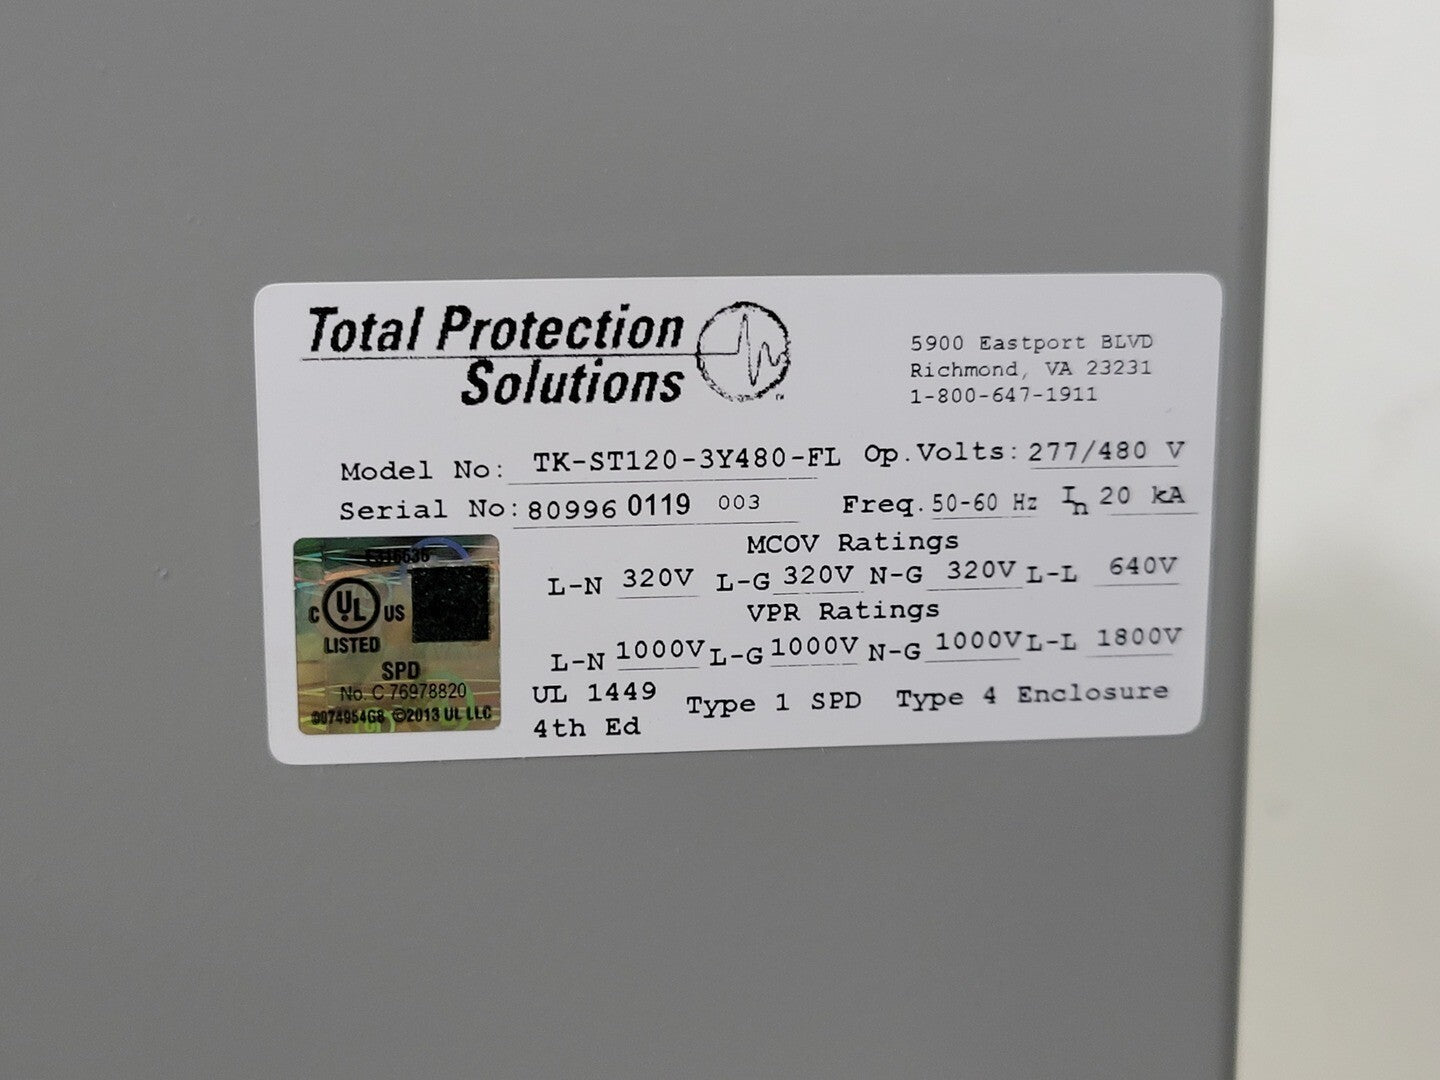 Total Protection
Solutions
™
5900 Eastport BLVD
Richmond, VA 23231
1-800-647-1911
Model No: TK-ST120-3Y480-FL Op.Volts: 277/480 V
Serial No: 80996 0119 003 Freq. 50-60 Hz In 20 kA
MCOV Ratings
L-N 320V L-G 320V N-G 320V L-L 640V
VPR Ratings
L-N 1000V L-G 1000V N-G 1000V L-L 1800V
UL 1449 Type 1 SPD Type 4 Enclosure
4th Ed
C UL US
LISTED
SPD
No. C 76978820
©2013 UL LLC